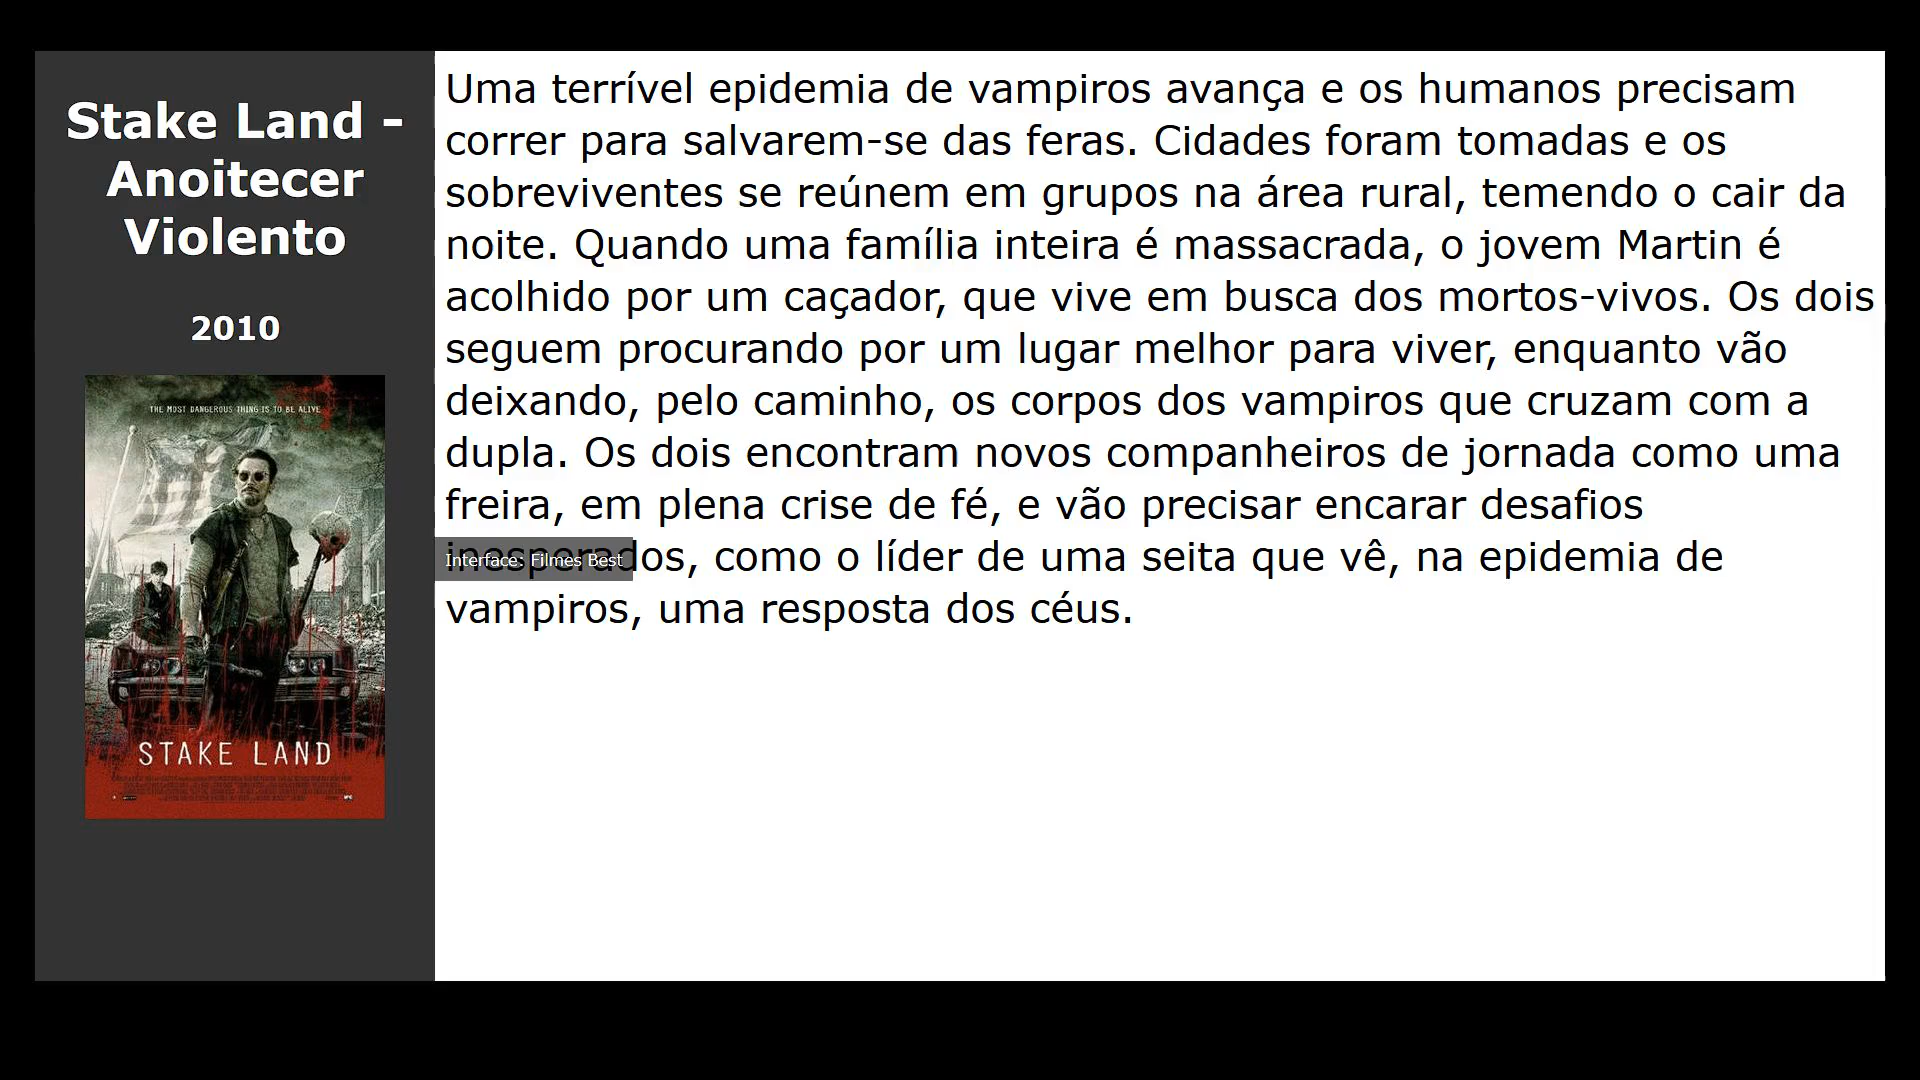 Stake Land -
Anoitecer
Violento
2010
THE MOST DANGEROUS THING IS TO BE ALIVE
STAKE LAND
Uma terrível epidemia de vampiros avança e os humanos precisam
correr para salvarem-se das feras. Cidades foram tomadas e os
sobreviventes se reúnem em grupos na área rural, temendo o cair da
noite. Quando uma família inteira é massacrada, o jovem Martin é
acolhido por um caçador, que vive em busca dos mortos-vivos. Os dois
seguem procurando por um lugar melhor para viver, enquanto vão
deixando, pelo caminho, os corpos dos vampiros que cruzam com a
dupla. Os dois encontram novos companheiros de jornada como uma
freira, em plena crise de fé, e vão precisar encarar desafios
inesperados, como o líder de uma seita que vê, na epidemia de
Interface: Filmes Best
vampiros, uma resposta dos céus.